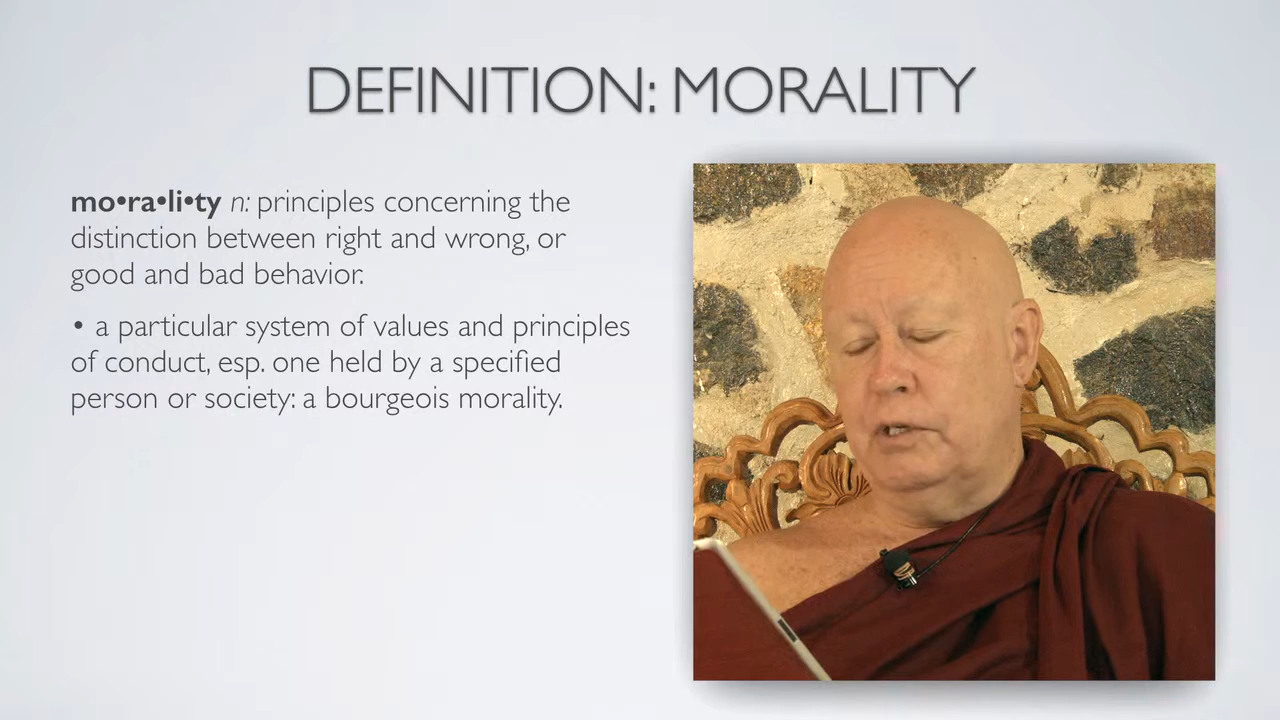 DEFINITION: MORALITY
mo•ra•li•ty n: principles concerning the
distinction between right and wrong, or
good and bad behavior.
• a particular system of values and principles
of conduct, esp. one held by a specified
person or society: a bourgeois morality.